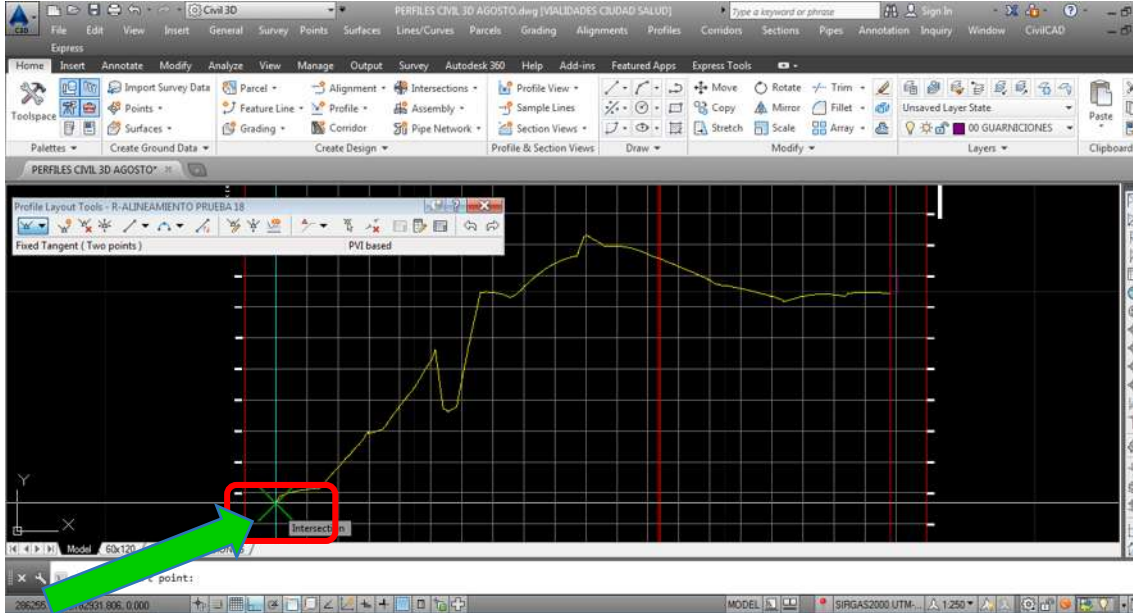 Civil 3D
PERFILES CIVIL 3D AGOSTO.dwg [VIALIDADES CIUDAD SALUD]
Type a keyword or phrase
Sign In
C3D File Edit View Insert General Survey Points Surfaces Lines/Curves Parcels Grading Alignments Profiles Corridors Sections Pipes Annotation Inquiry Window CivilCAD
Express
Home Insert Annotate Modify Analyze View Manage Output Survey Autodesk 360 Help Add-ins Featured Apps Express Tools
Toolspace
Import Survey Data
Points
Surfaces
Parcel
Feature Line
Grading
Alignment
Profile
Corridor
Intersections
Assembly
Pipe Network
Profile View
Sample Lines
Section Views
Move Rotate Trim
Copy Mirror Fillet
Stretch Scale Array
Unsaved Layer State
00 GUARNICIONES
Paste
Palettes Create Ground Data Create Design Profile & Section Views Draw Modify Layers Clipboard
PERFILES CIVIL 3D AGOSTO*
Profile Layout Tools - R-ALINEAMIENTO PRUEBA 18
Fixed Tangent ( Two points ) PVI based
Y
X
Intersection
Model 60x120
point:
MODEL SIRGAS2000 UTM-... 1:250